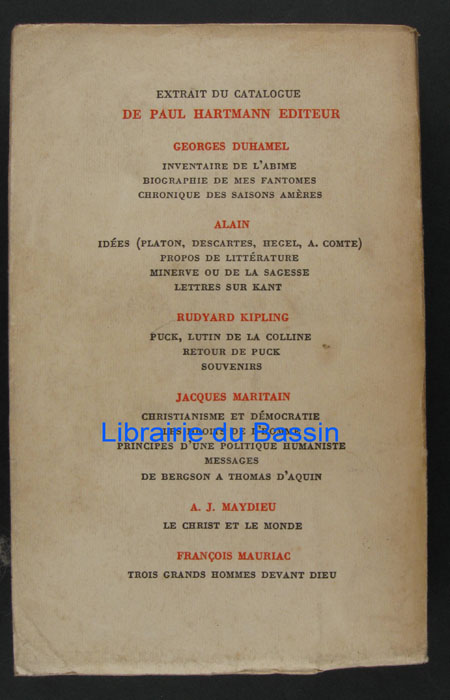 EXTRAIT DU CATALOGUE
DE PAUL HARTMANN EDITEUR
GEORGES DUHAMEL
INVENTAIRE DE L'ABIME
BIOGRAPHIE DE MES FANTOMES
CHRONIQUE DES SAISONS AMÈRES
ALAIN
IDÉES (PLATON, DESCARTES, HEGEL, A. COMTE)
PROPOS DE LITTÉRATURE
MINERVE OU DE LA SAGESSE
LETTRES SUR KANT
RUDYARD KIPLING
PUCK, LUTIN DE LA COLLINE
RETOUR DE PUCK
SOUVENIRS
JACQUES MARITAIN
CHRISTIANISME ET DÉMOCRATIE
LES DROITS DE L'HOMME
Librairie du Bassin
PRINCIPES D'UNE POLITIQUE HUMANISTE
MESSAGES
DE BERGSON A THOMAS D'AQUIN
A. J. MAYDIEU
LE CHRIST ET LE MONDE
FRANÇOIS MAURIAC
TROIS GRANDS HOMMES DEVANT DIEU